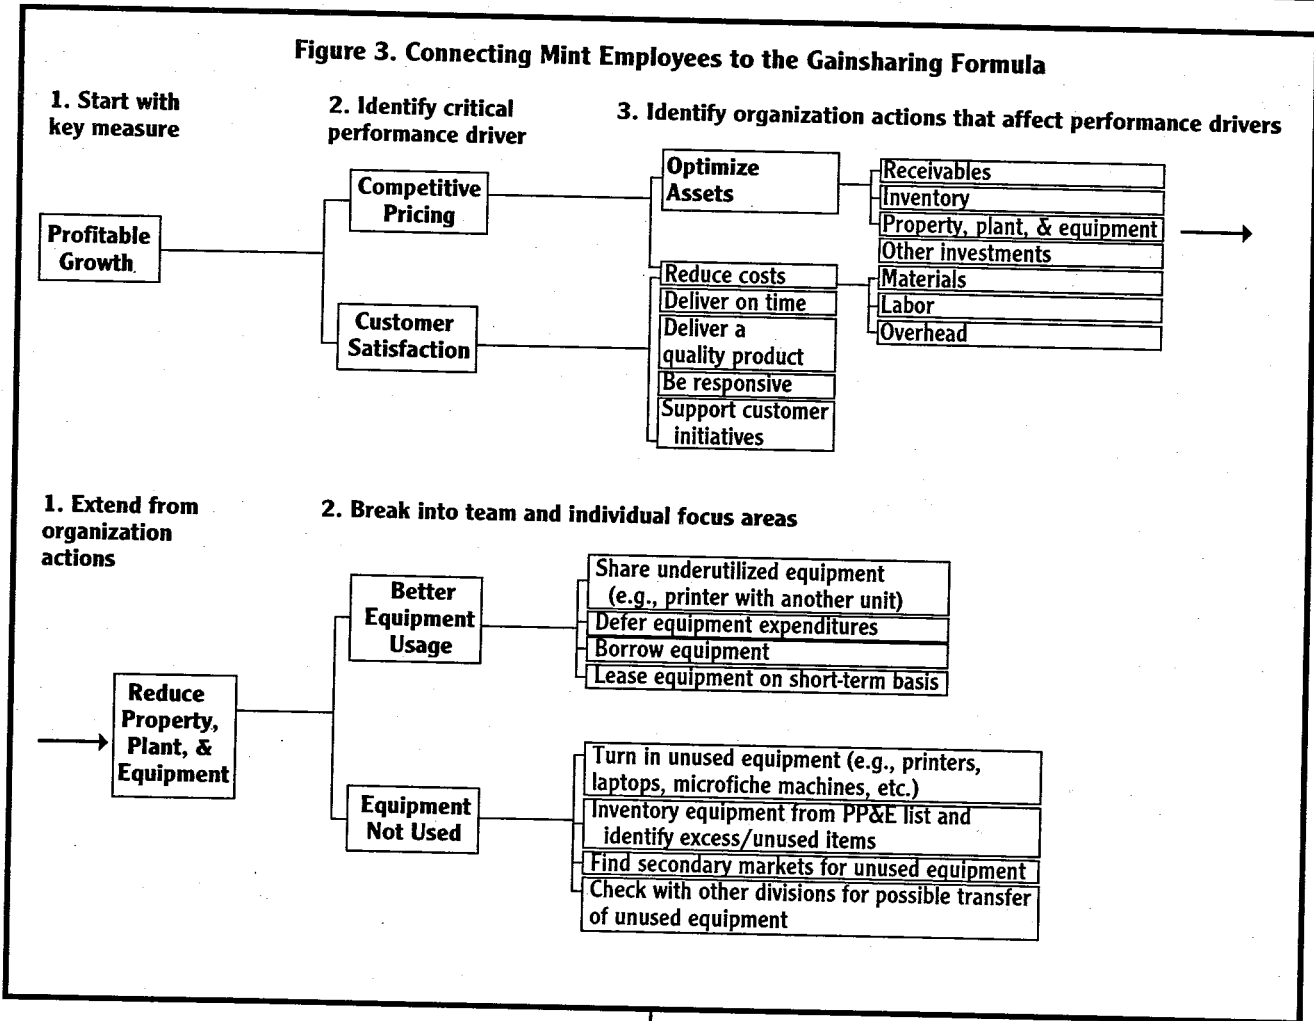 Figure 3. Connecting Mint Employees to the Gainsharing Formula
1. Start with
key measure
2. Identify critical
performance driver
3. Identify organization actions that affect performance drivers
Profitable
Growth
Competitive
Pricing
Customer
Satisfaction
Optimize
Assets
Reduce costs
Deliver on time
Deliver a
quality product
Be responsive
Support customer
initiatives
Receivables
Inventory
Property, plant, & equipment
Other investments
Materials
Labor
Overhead
1. Extend from
organization
actions
2. Break into team and individual focus areas
Reduce
Property,
Plant, &
Equipment
Better
Equipment
Usage
Share underutilized equipment
(e.g., printer with another unit)
Defer equipment expenditures
Borrow equipment
Lease equipment on short-term basis
Equipment
Not Used
Turn in unused equipment (e.g., printers,
laptops, microfiche machines, etc.)
Inventory equipment from PP&E list and
identify excess/unused items
Find secondary markets for unused equipment
Check with other divisions for possible transfer
of unused equipment